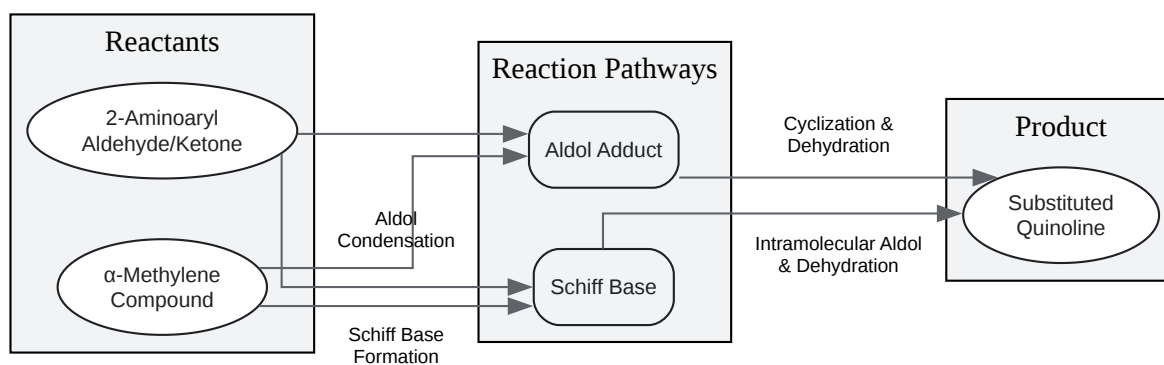 Reactants
2-Aminoaryl
Aldehyde/Ketone
α-Methylene
Compound
Aldol
Condensation
Schiff Base
Formation
Reaction Pathways
Aldol Adduct
Schiff Base
Cyclization &
Dehydration
Intramolecular Aldol
& Dehydration
Product
Substituted
Quinoline